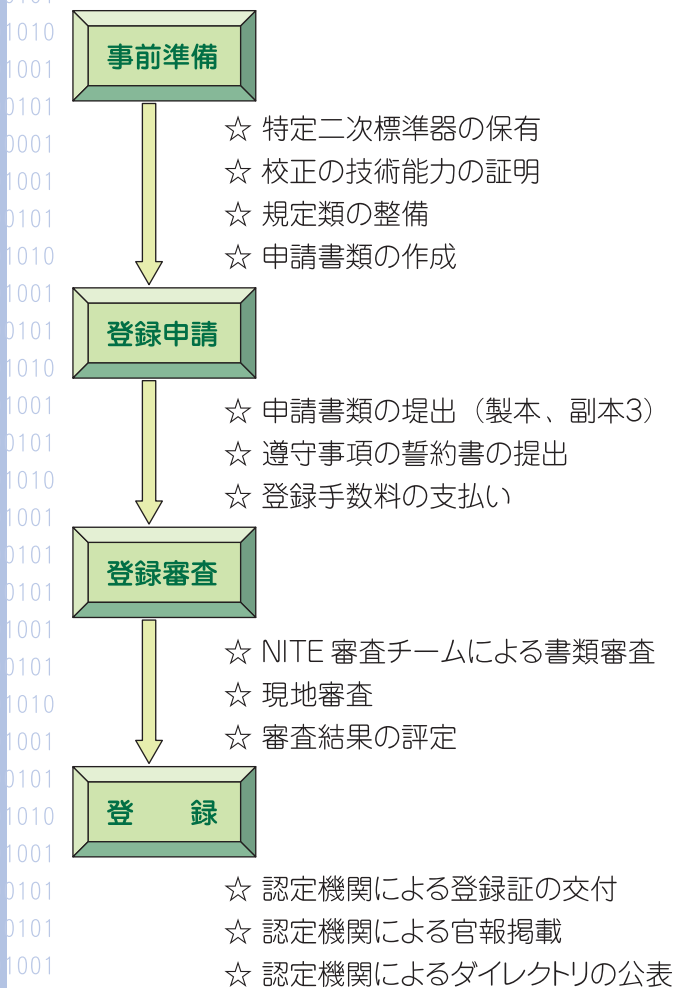 事前準備
☆ 特定二次標準器の保有
☆ 校正の技術能力の証明
☆ 規定類の整備
☆ 申請書類の作成
登録申請
☆ 申請書類の堤出（製本、副本3）
☆ 遵守事項の誓約書の提出
☆ 登録手数料の支払い
登録審査
☆ NITE 審査チームによる書類審査
☆ 現地審査
☆ 審査結果の評定
登　　録
☆ 認定機関による登録証の交付
☆ 認定機関による官報掲載
☆ 認定機関によるダイレクトリの公表